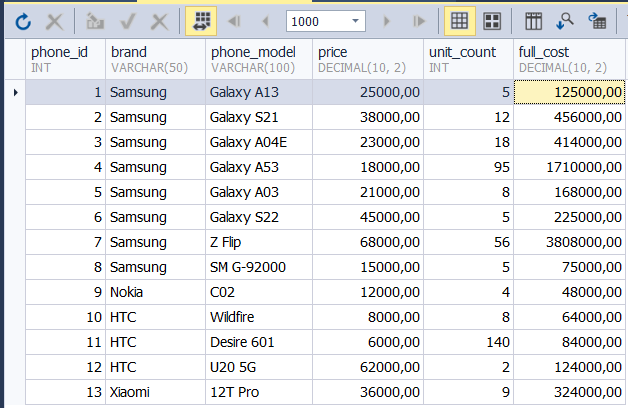 1000
phone_id brand phone_model price unit_count full_cost
INT VARCHAR(50) VARCHAR(100) DECIMAL(10, 2) INT DECIMAL(10, 2)
1 Samsung Galaxy A13 25000,00 5 125000,00
2 Samsung Galaxy S21 38000,00 12 456000,00
3 Samsung Galaxy A04E 23000,00 18 414000,00
4 Samsung Galaxy A53 18000,00 95 1710000,00
5 Samsung Galaxy A03 21000,00 8 168000,00
6 Samsung Galaxy S22 45000,00 5 225000,00
7 Samsung Z Flip 68000,00 56 3808000,00
8 Samsung SM G-92000 15000,00 5 75000,00
9 Nokia C02 12000,00 4 48000,00
10 HTC Wildfire 8000,00 8 64000,00
11 HTC Desire 601 6000,00 140 84000,00
12 HTC U20 5G 62000,00 2 124000,00
13 Xiaomi 12T Pro 36000,00 9 324000,00